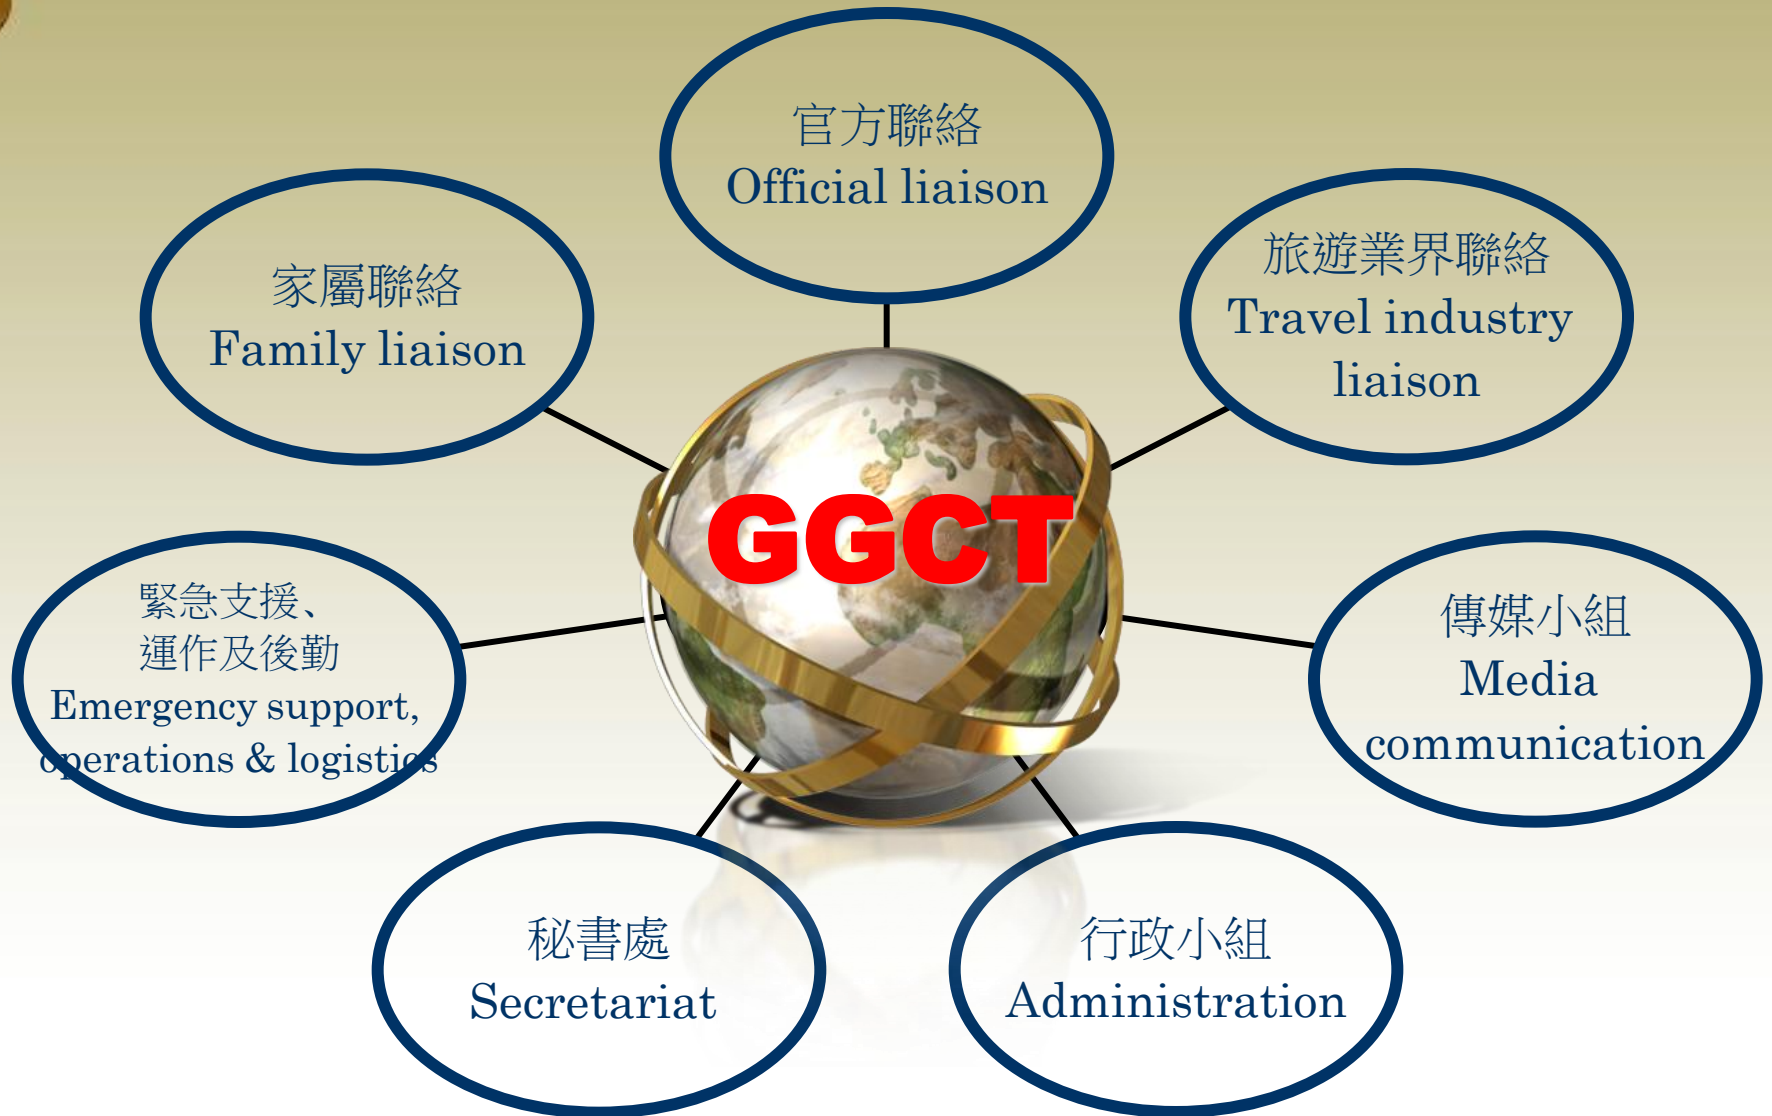 官方聯絡
Official liaison
家屬聯絡
Family liaison
旅遊業界聯絡
Travel industry
liaison
GGCT
緊急支援、
運作及後勤
Emergency support,
operations & logistics
傳媒小組
Media
communication
秘書處
Secretariat
行政小組
Administration